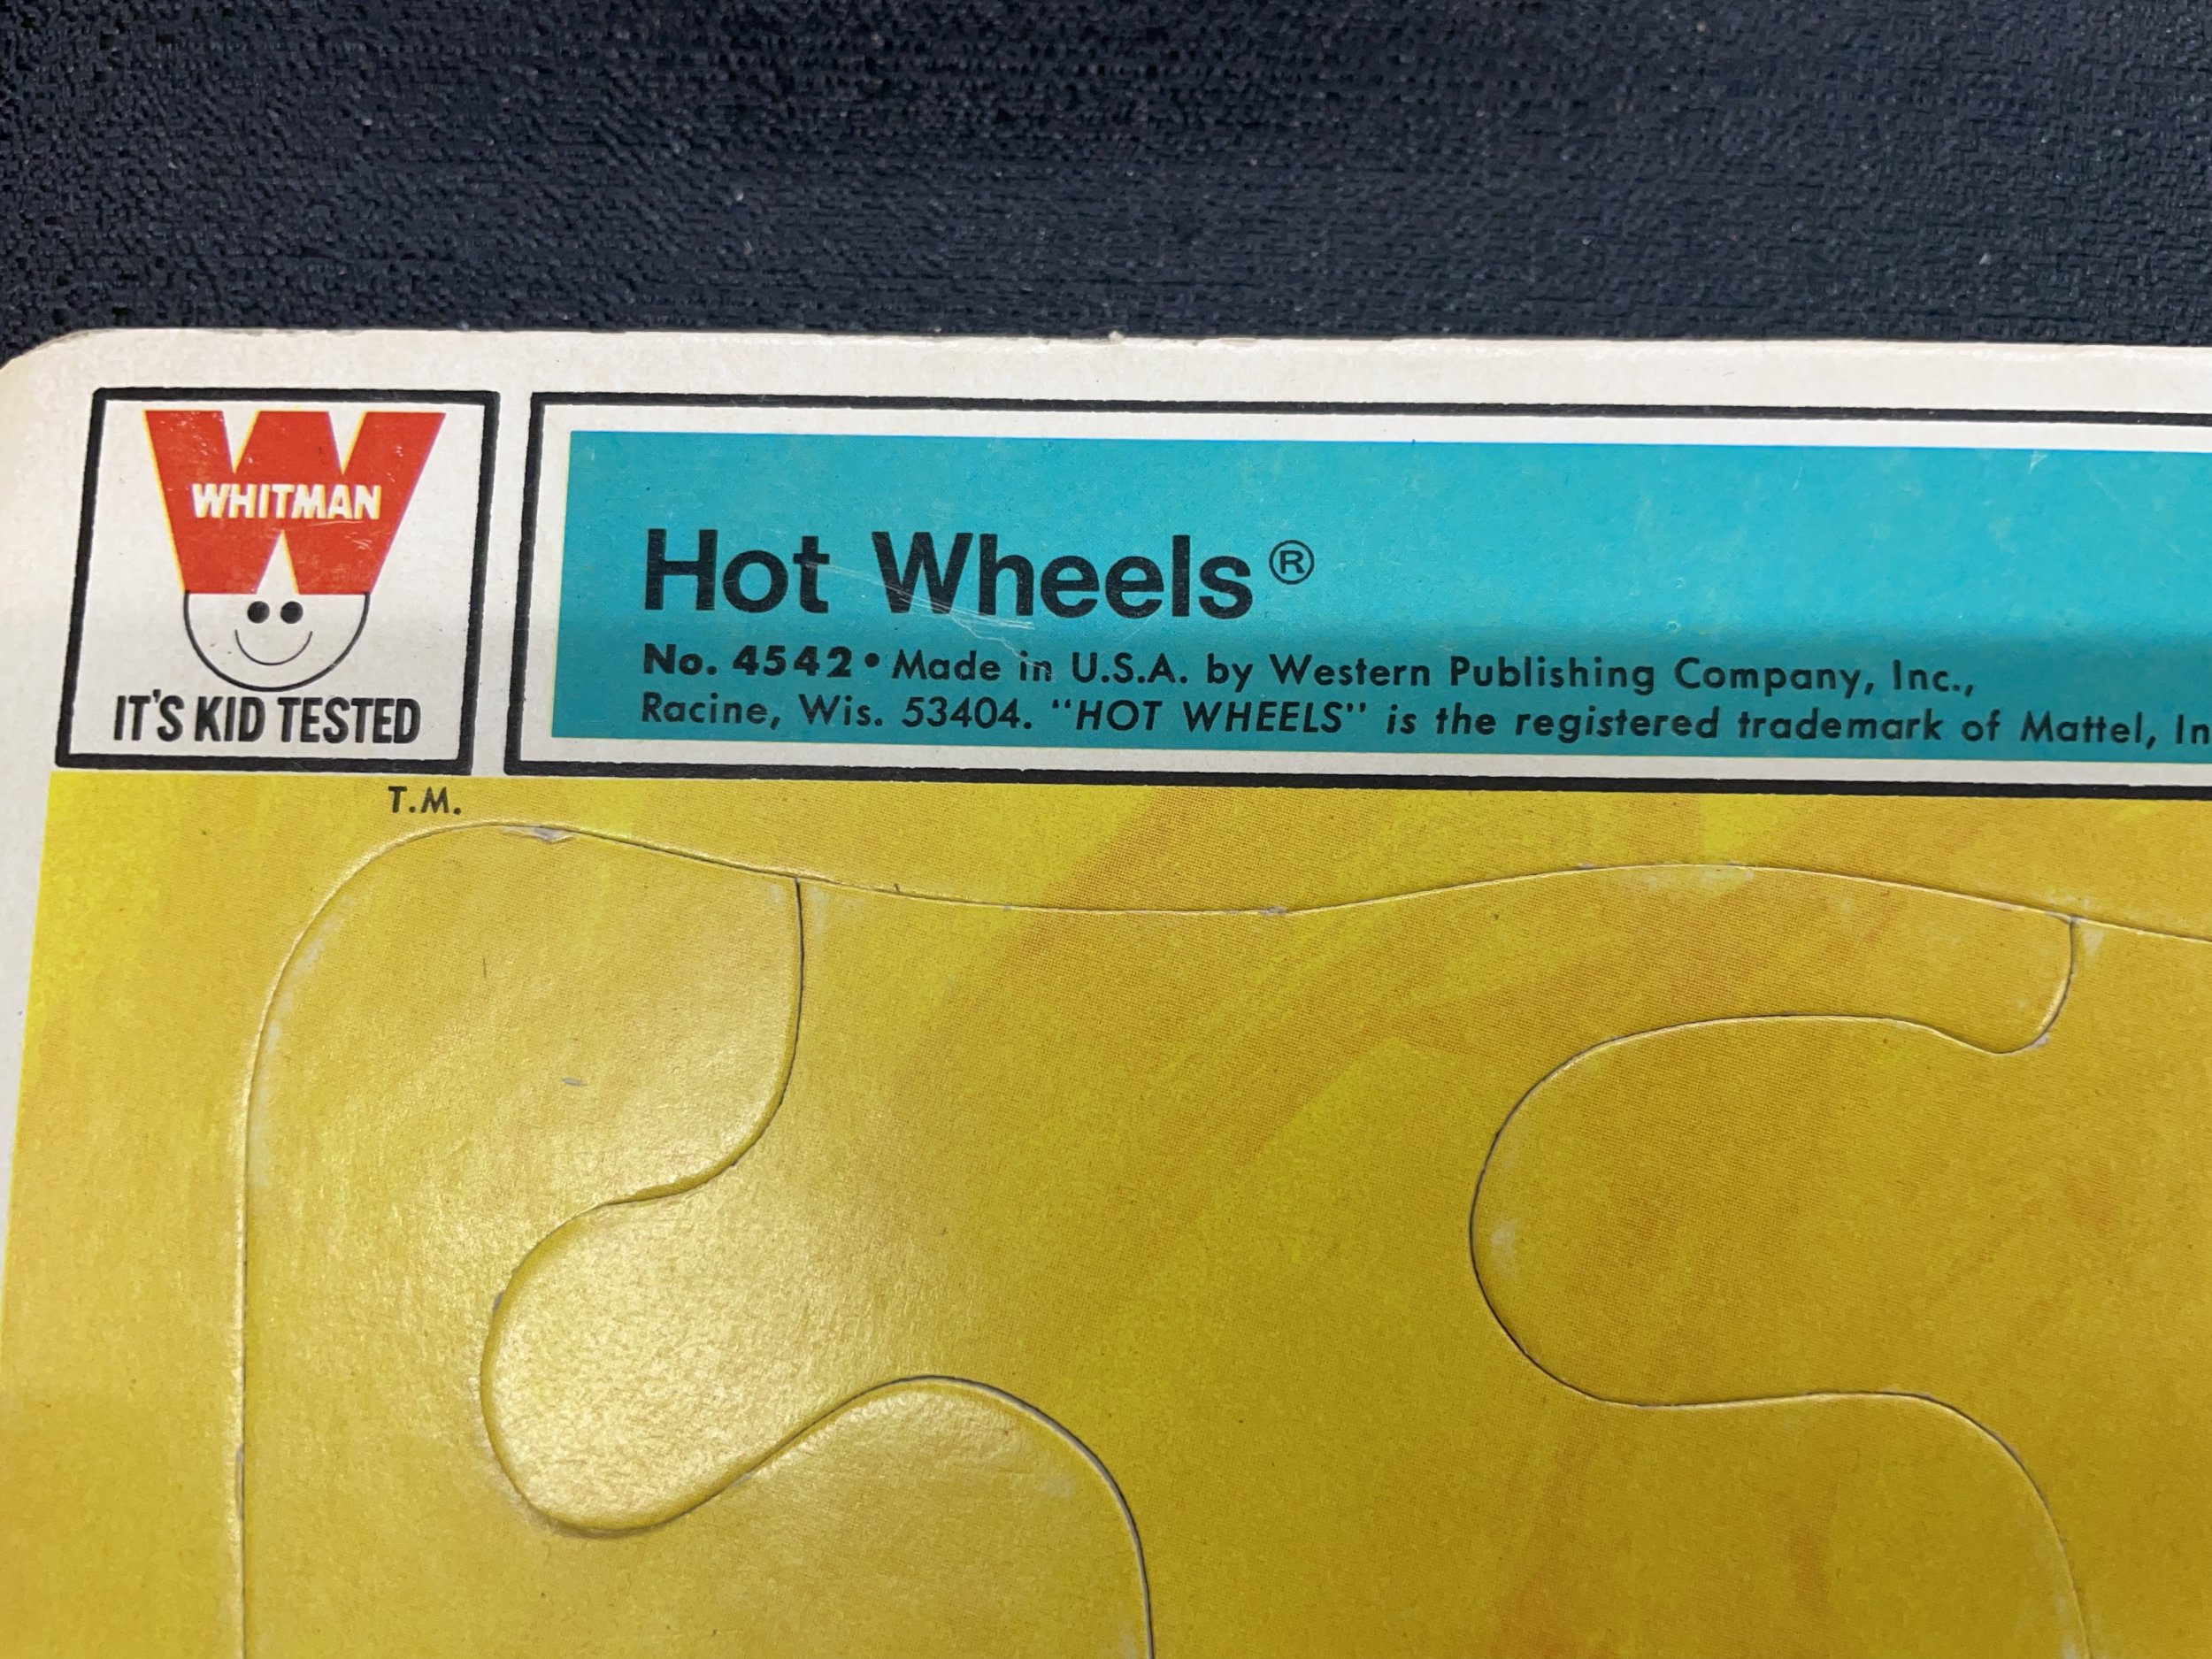 WHITMAN
IT'S KID TESTED
T.M.
Hot Wheels®
No. 4542 • Made in U.S.A. by Western Publishing Company, Inc.,
Racine, Wis. 53404. "HOT WHEELS" is the registered trademark of Mattel, In